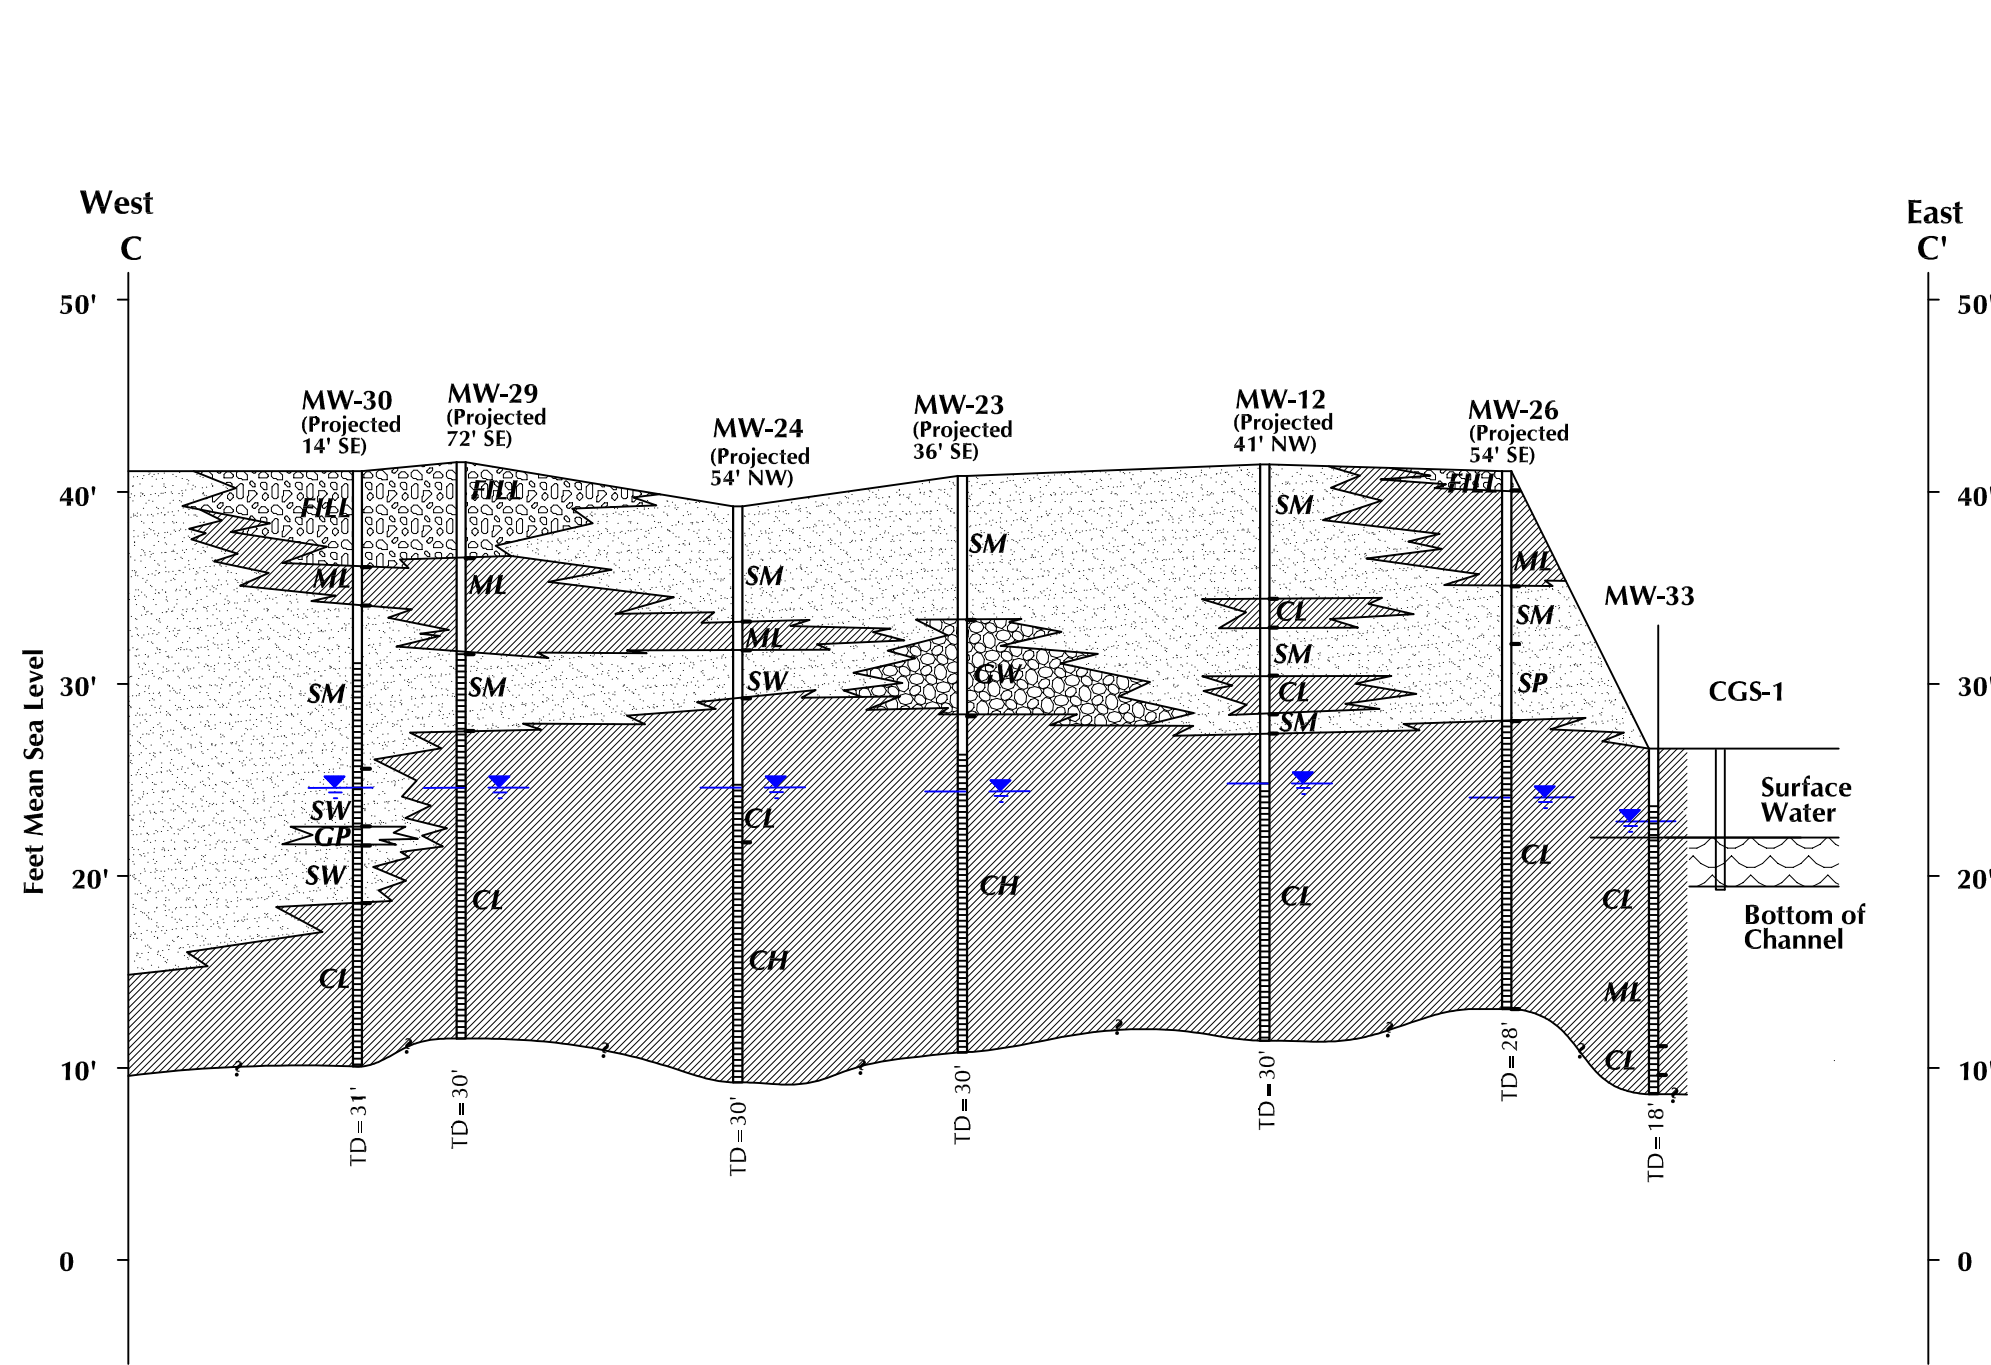 West
East
C
C'
50'
50'
MW-30
(Projected
14' SE)
MW-29
(Projected
72' SE)
MW-24
(Projected
54' NW)
MW-23
(Projected
36' SE)
MW-12
(Projected
41' NW)
MW-26
(Projected
54' SE)
MW-33
CGS-1
40'
40'
FILL
FILL
FILL
SM
SM
SM
ML
ML
ML
ML
CL
SM
SM
SM
SM
SW
GW
CL
SP
SM
30'
30'
Feet Mean Sea Level
Surface
Water
SW
GP
SW
CL
CL
CH
CL
CL
CL
20'
20'
Bottom of
Channel
CL
CH
ML
CL
10'
10'
?
?
?
?
?
?
?
?
TD = 31'
TD = 30'
TD = 30'
TD = 30'
TD = 30'
TD = 28'
TD = 18'
0
0